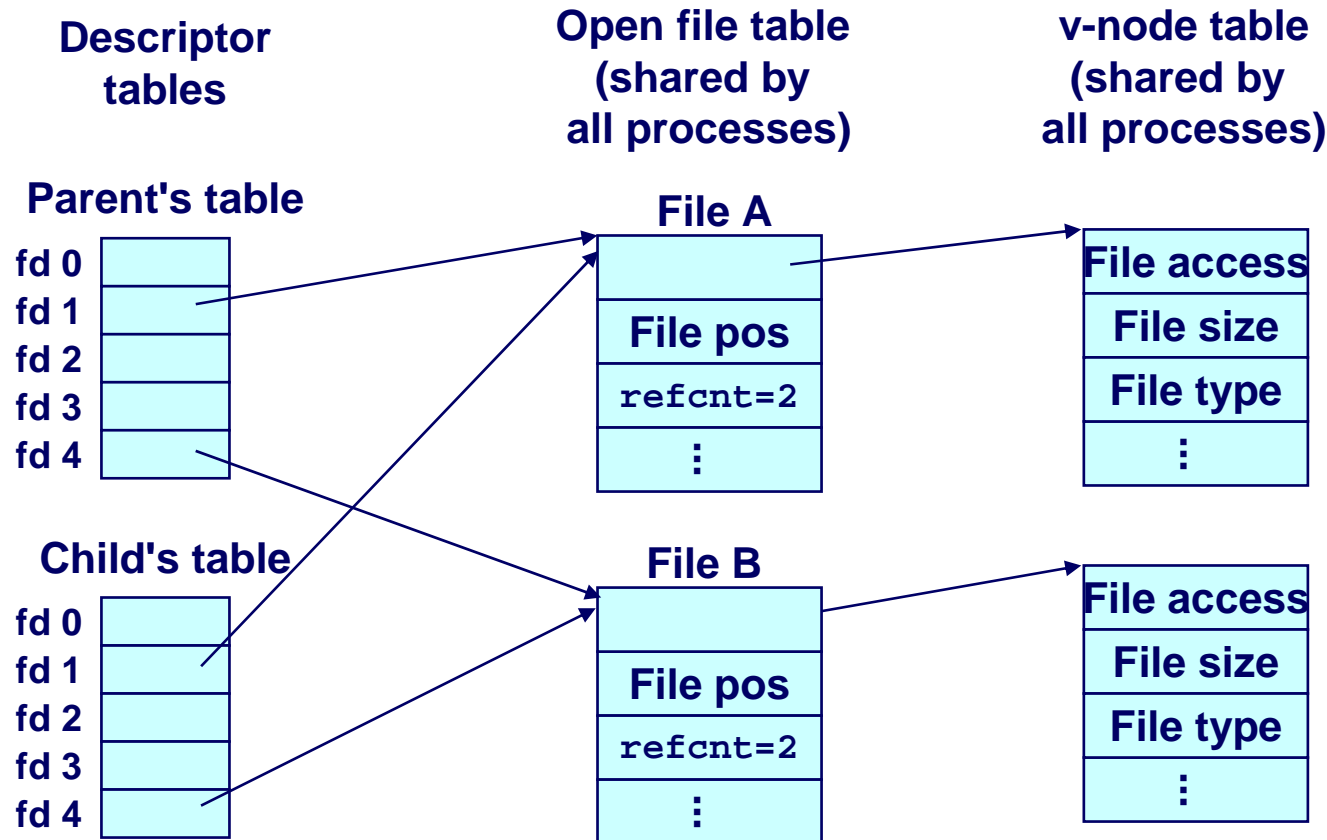 Descriptor
tables
Open file table
(shared by
all processes)
v-node table
(shared by
all processes)
Parent's table
fd 0
fd 1
fd 2
fd 3
fd 4
File A
File pos
refcnt=2
⋮
File access
File size
File type
⋮
Child's table
fd 0
fd 1
fd 2
fd 3
fd 4
File B
File pos
refcnt=2
⋮
File access
File size
File type
⋮